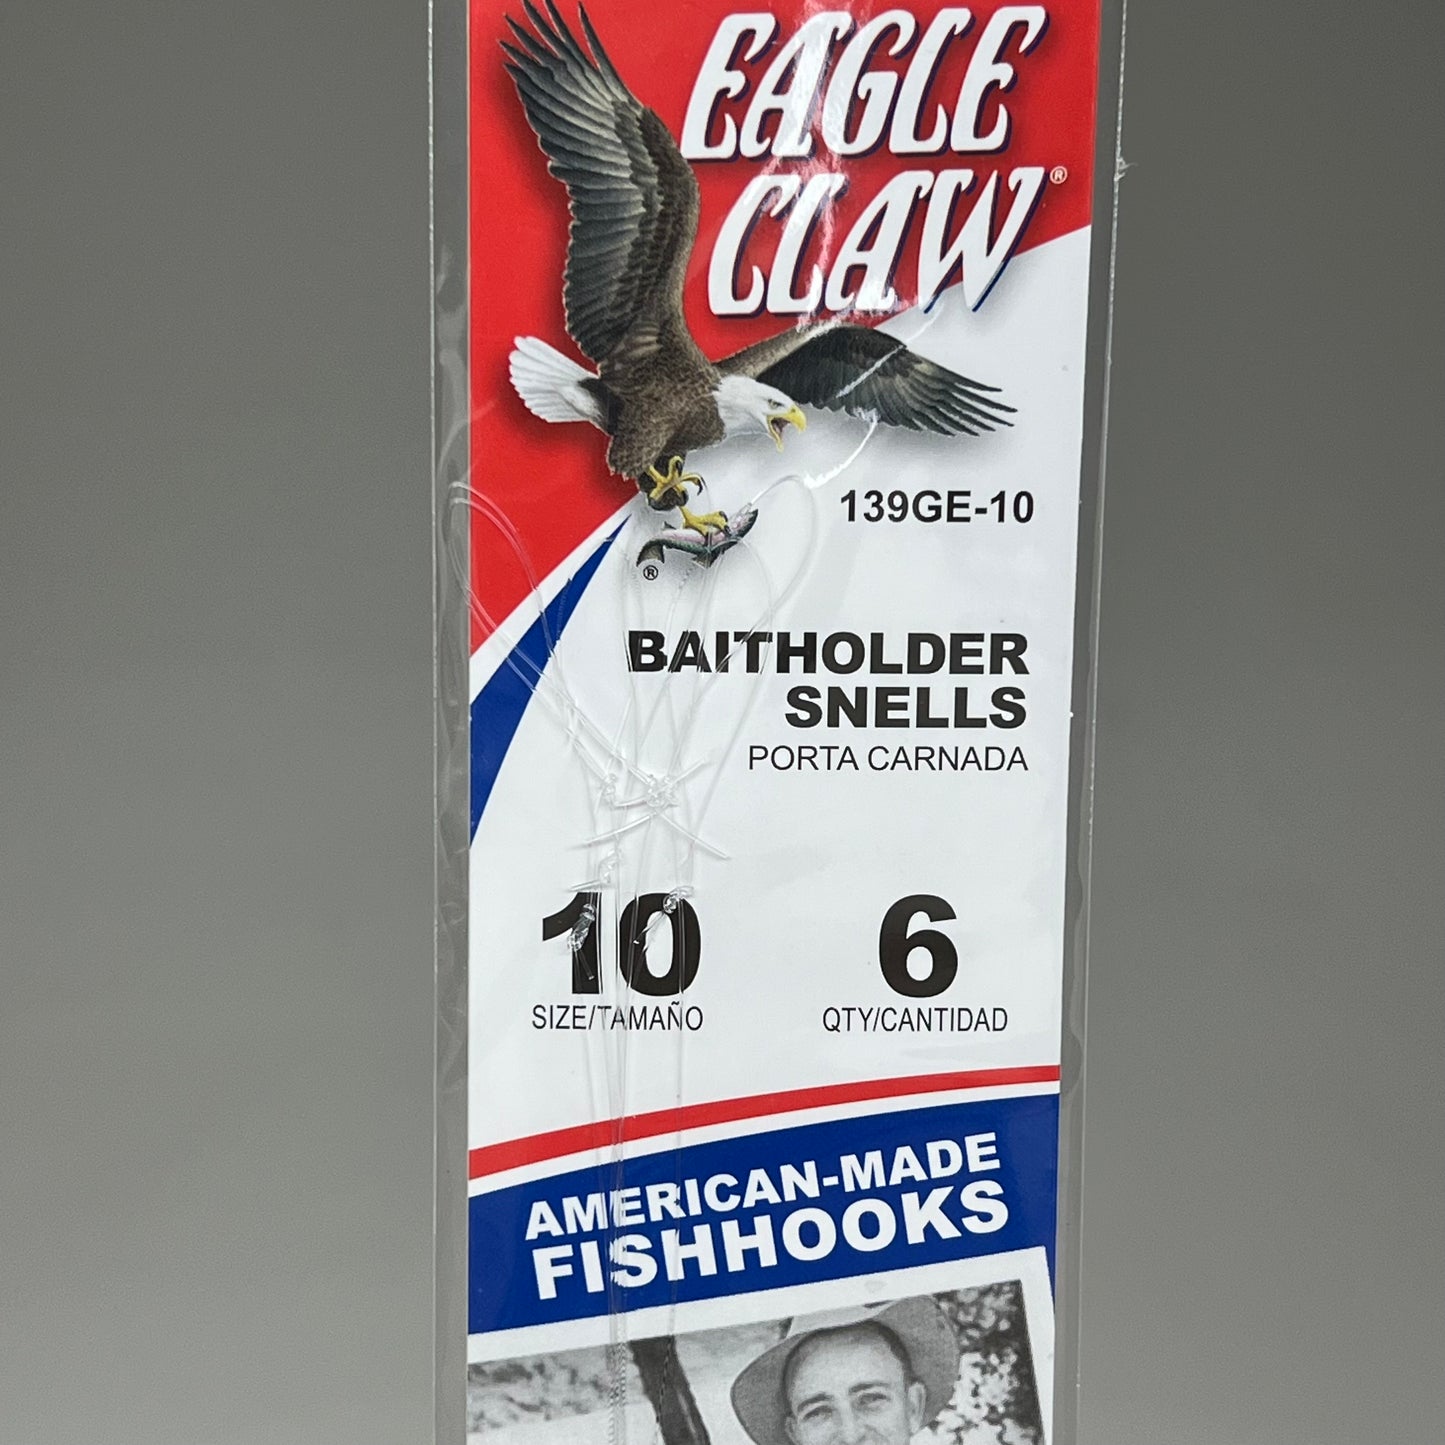 EAGLE
CLAW®
139GE-10
®
BAITHOLDER
SNELLS
PORTA CARNADA
10
SIZE/TAMAÑO
6
QTY/CANTIDAD
AMERICAN-MADE
FISHHOOKS